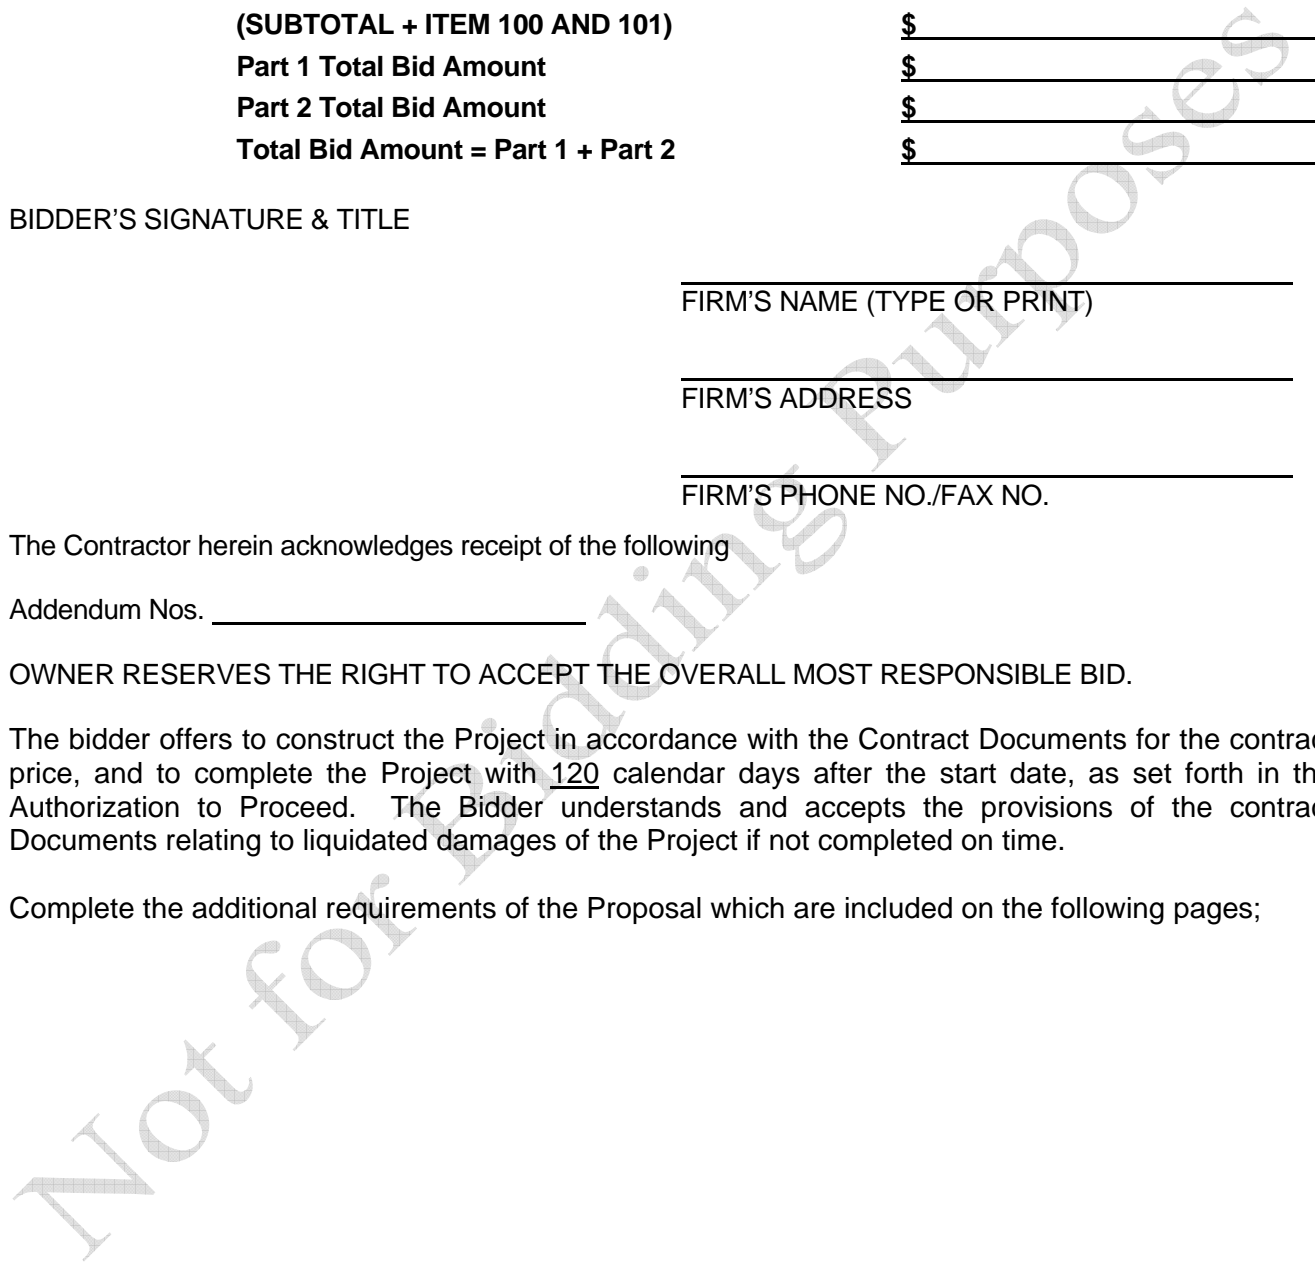 (SUBTOTAL + ITEM 100 AND 101) $
Part 1 Total Bid Amount $
Part 2 Total Bid Amount $
Total Bid Amount = Part 1 + Part 2 $
BIDDER’S SIGNATURE & TITLE
FIRM’S NAME (TYPE OR PRINT)
FIRM’S ADDRESS
FIRM’S PHONE NO./FAX NO.
The Contractor herein acknowledges receipt of the following
Addendum Nos.
OWNER RESERVES THE RIGHT TO ACCEPT THE OVERALL MOST RESPONSIBLE BID.
The bidder offers to construct the Project in accordance with the Contract Documents for the contrac
price, and to complete the Project with 120 calendar days after the start date, as set forth in th
Authorization to Proceed. The Bidder understands and accepts the provisions of the contrac
Documents relating to liquidated damages of the Project if not completed on time.
Complete the additional requirements of the Proposal which are included on the following pages;
Not for Bidding Purposes